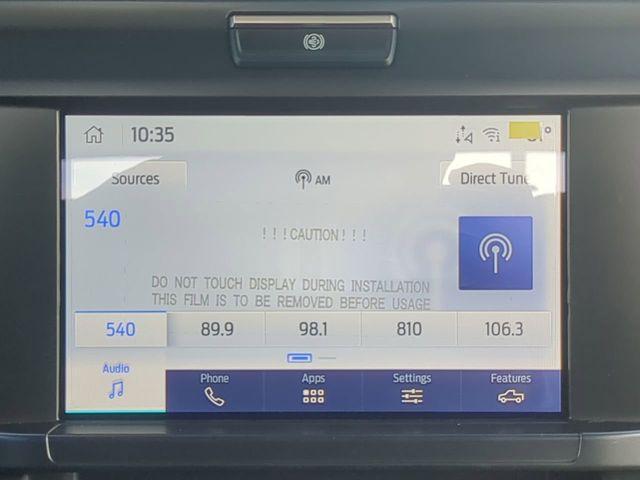 10:35
Sources
AM
Direct Tune
540
!!!CAUTION!!!
DO NOT TOUCH DISPLAY DURING INSTALLATION
THIS FILM IS TO BE REMOVED BEFORE USAGE
540 89.9 98.1 810 106.3
Audio Phone Apps Settings Features